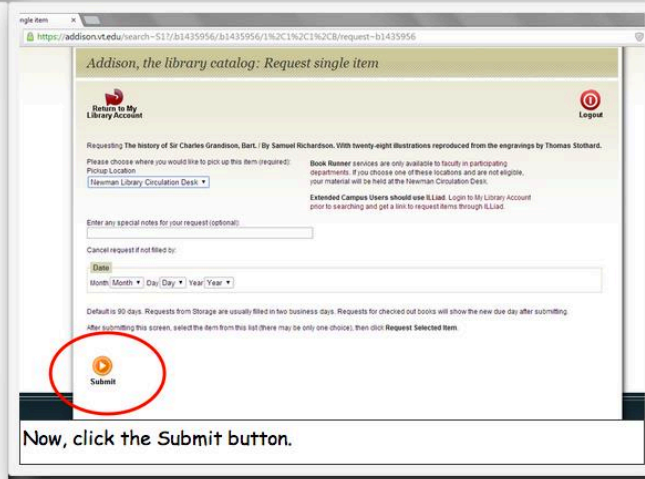 ngle item
https://addison.vt.edu/search~S1?/.b1435956/.b1435956/1%2C1%2C1%2CB/request~b1435956
Addison, the library catalog: Request single item
Return to My
Library Account
Logout
Requesting The history of Sir Charles Grandison, Bart. / By Samuel Richardson. With twenty-eight illustrations reproduced from the engravings by Thomas Stothard.
Please choose where you would like to pick up this item (required):
Pickup Location
Newman Library Circulation Desk
Book Runner services are only available to faculty in participating
departments. If you choose one of these locations and are not eligible,
your material will be held at the Newman Circulation Desk.
Extended Campus Users should use ILLiad. Login to My Library Account
prior to searching and get a link to request items through ILLiad.
Enter any special notes for your request (optional)
Cancel request if not filled by:
Date
Month Month Day Day Year Year
Default is 90 days. Requests from Storage are usually filled in two business days. Requests for checked out books will show the new due day after submitting.
After submitting this screen, select the item from this list (there may be only one choice), then click Request Selected Item.
Submit
Now, click the Submit button.